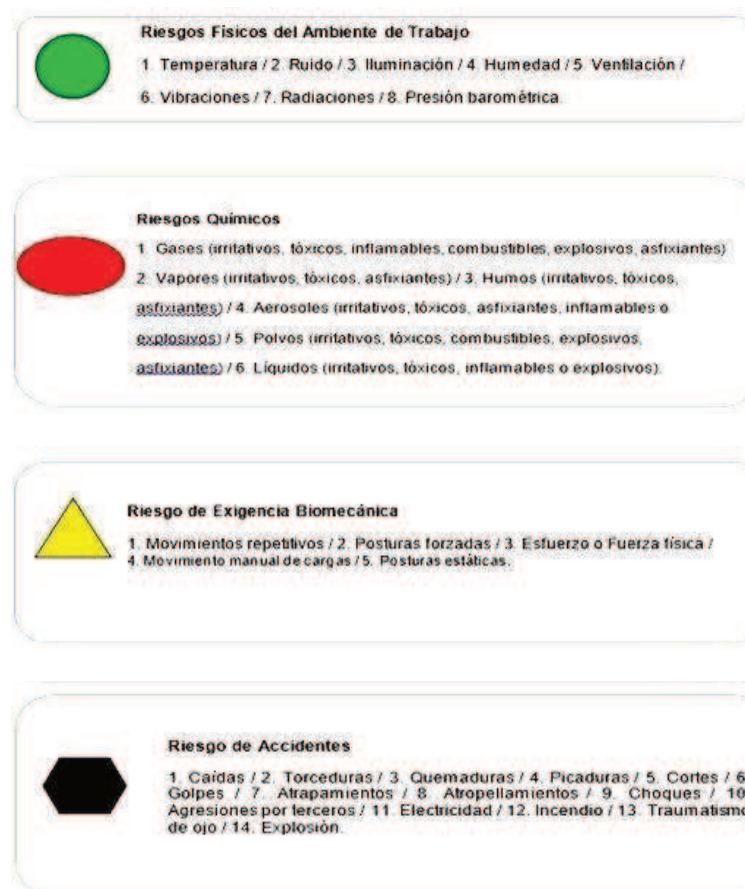 Riesgos Físicos del Ambiente de Trabajo
1. Temperatura / 2. Ruido / 3. Iluminación / 4. Humedad / 5. Ventilación /
6. Vibraciones / 7. Radiaciones / 8. Presión barométrica.
Riesgos Químicos
1. Gases (irritativos, tóxicos, inflamables, combustibles, explosivos, asfixiantes)
2. Vapores (irritativos, tóxicos, asfixiantes) / 3. Humos (irritativos, tóxicos,
asfixiantes) / 4. Aerosoles (irritativos, tóxicos, asfixiantes, inflamables o
explosivos) / 5. Polvos (irritativos, tóxicos, combustibles, explosivos,
asfixiantes) / 6. Líquidos (irritativos, tóxicos, inflamables o explosivos).
Riesgo de Exigencia Biomecánica
1. Movimientos repetitivos / 2. Posturas forzadas / 3. Esfuerzo o Fuerza física /
4. Movimiento manual de cargas / 5. Posturas estáticas.
Riesgo de Accidentes
1. Caídas / 2. Torceduras / 3. Quemaduras / 4. Picaduras / 5. Cortes / 6
Golpes / 7. Atrapamientos / 8. Atropellamientos / 9. Choques / 10
Agresiones por terceros / 11. Electricidad / 12. Incendio / 13. Traumatismo
de ojo / 14. Explosión.